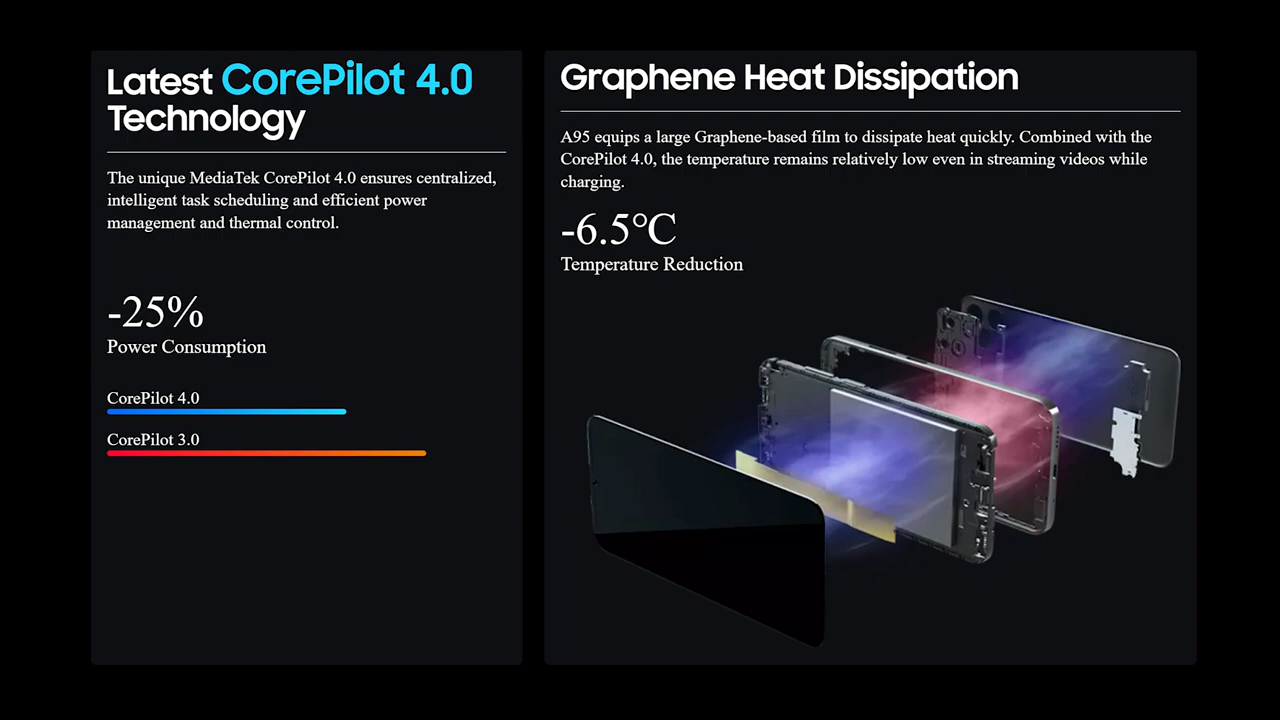 Latest CorePilot 4.0
Technology
The unique MediaTek CorePilot 4.0 ensures centralized,
intelligent task scheduling and efficient power
management and thermal control.
-25%
Power Consumption
CorePilot 4.0
CorePilot 3.0
Graphene Heat Dissipation
A95 equips a large Graphene-based film to dissipate heat quickly. Combined with the
CorePilot 4.0, the temperature remains relatively low even in streaming videos while
charging.
-6.5℃
Temperature Reduction